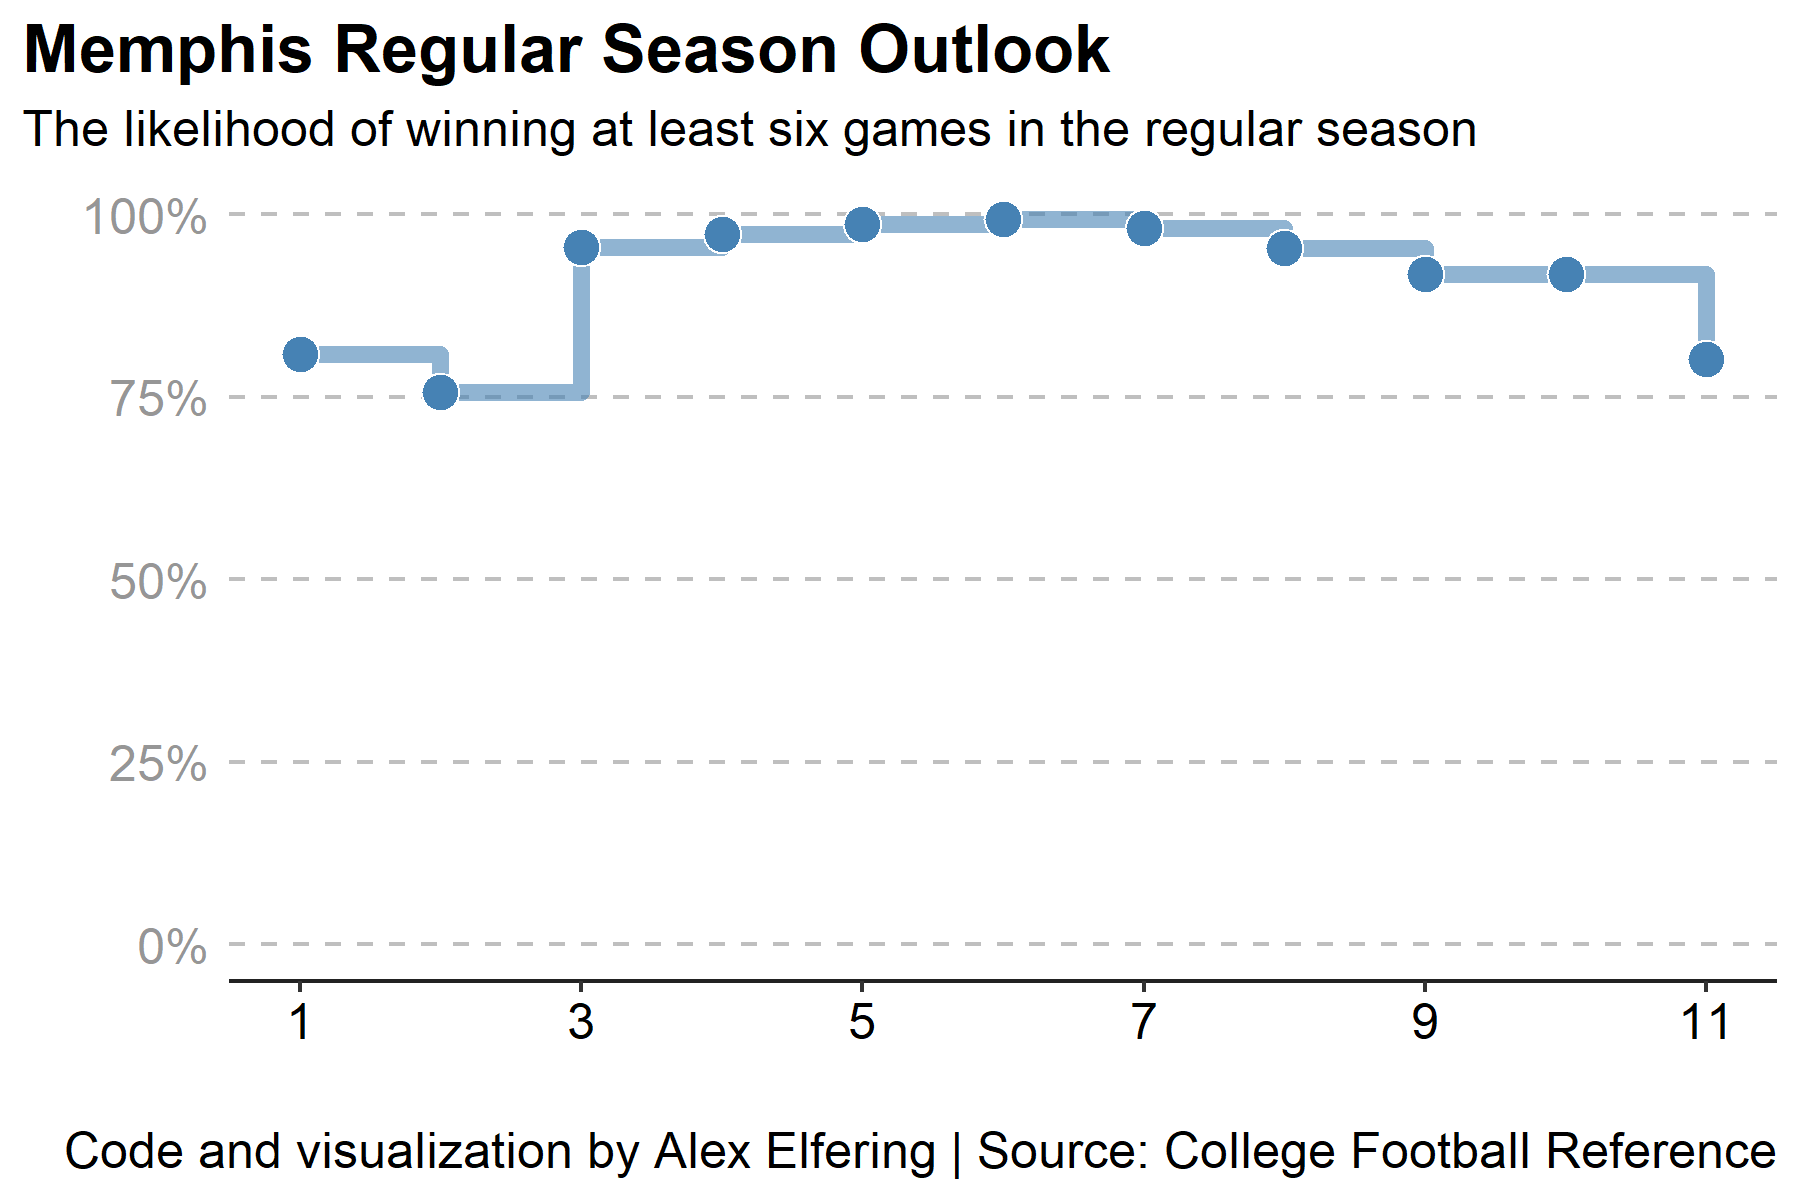 Memphis Regular Season Outlook
The likelihood of winning at least six games in the regular season
100%
75%
50%
25%
0%
1 3 5 7 9 11
Code and visualization by Alex Elfering | Source: College Football Reference